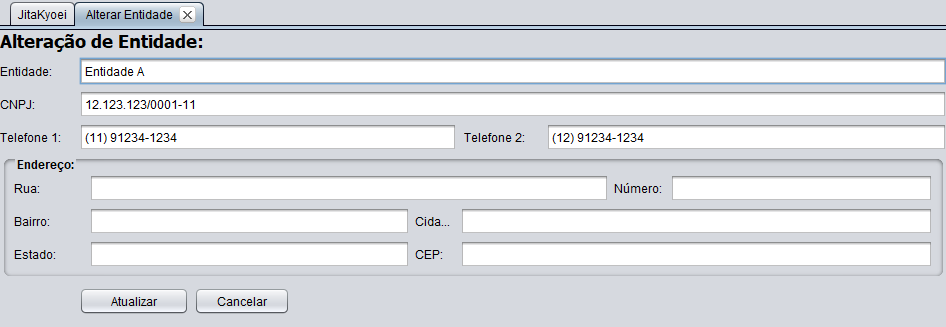 JitaKyoei Alterar Entidade
Alteração de Entidade:
Entidade: Entidade A
CNPJ: 12.123.123/0001-11
Telefone 1: (11) 91234-1234 Telefone 2: (12) 91234-1234
Endereço:
Rua: Número:
Bairro: Cida...
Estado: CEP:
Atualizar Cancelar